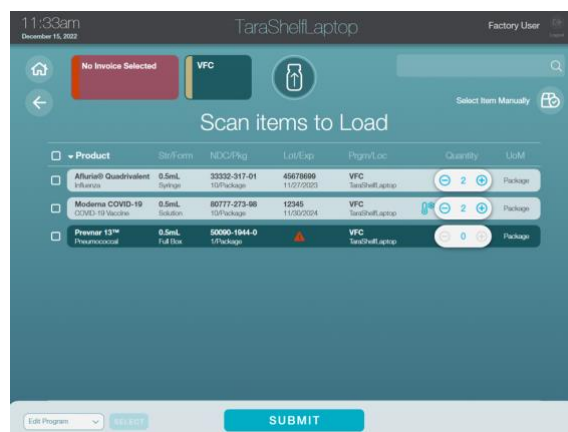 11:33am
December 15, 2022
TaraShelfLaptop
Factory User
No Invoice Selected
VFC
Select Item Manually
Scan items to Load
Product Str/Form NDC/Pkg Lot/Exp Prgm/Loc Quantity UoM
Afluria® Quadrivalent 0.5mL 33332-317-01 45678699 VFC
Influenza Syringe 10/Package 11/27/2023 TaraShelfLaptop 2 Package
Moderna COVID-19 0.5mL 80777-273-98 12345 VFC
COVID-19 Vaccine Solution 10/Package 11/30/2024 TaraShelfLaptop 2 Package
Prevnar 13™ 0.5mL 50090-1944-0 VFC
Pneumococcal Full Box 1/Package TaraShelfLaptop 0 Package
Edit Program SELECT SUBMIT